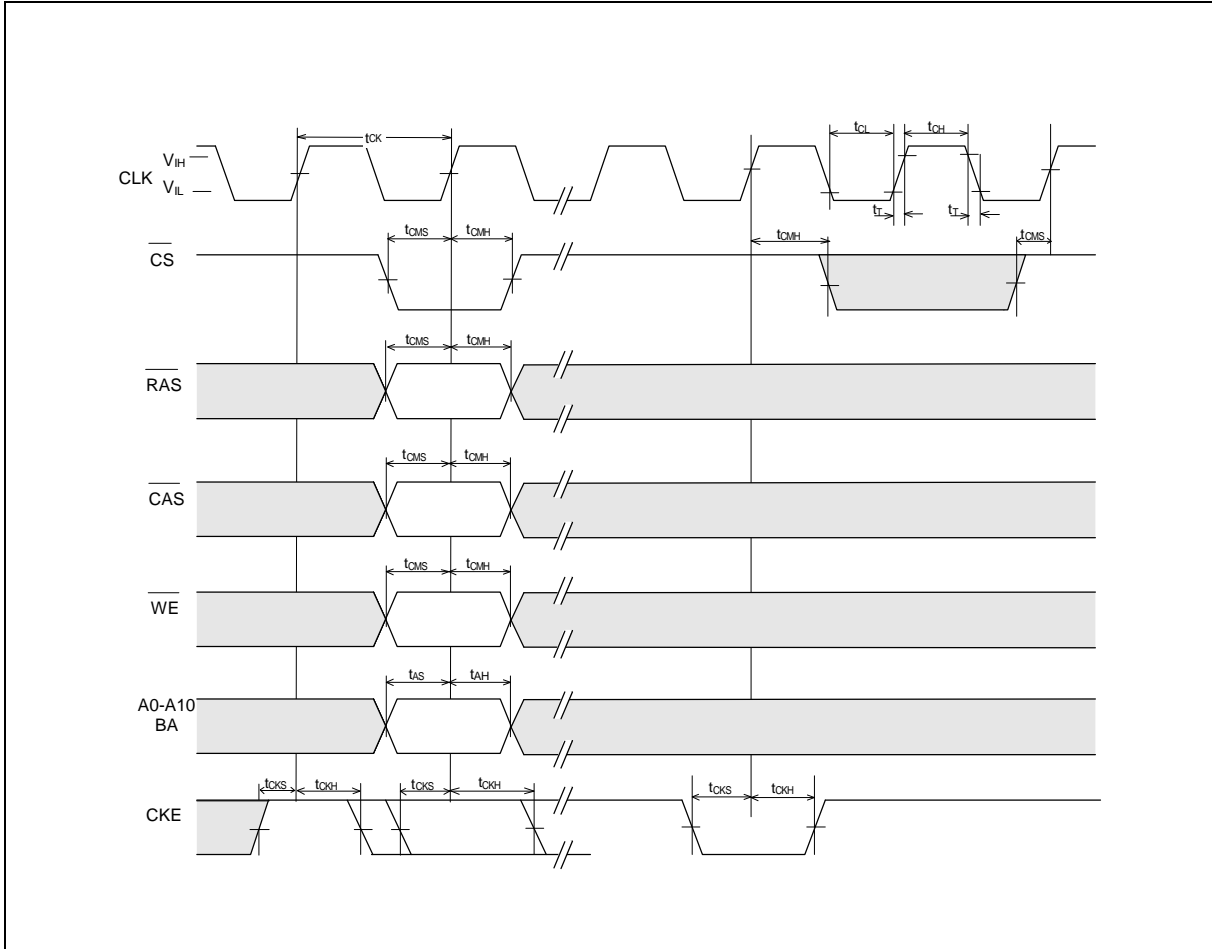 tCK
tCL
tCH
VIH
CLK
VIL
tT
tT
tCMS
tCMH
tCMH
tCMS
CS
tCMS
tCMH
RAS
tCMS
tCMH
CAS
tCMS
tCMH
WE
tAS
tAH
A0-A10
BA
tCKS
tCKH
tCKS
tCKH
tCKS
tCKH
CKE